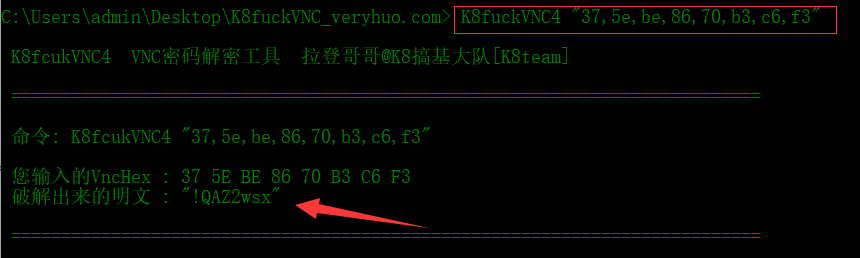 C:\Users\admin\Desktop\K8fuckVNC_veryhuo.com> K8fuckVNC4 "37,5e,be,86,70,b3,c6,f3"
K8fcukVNC4 VNC密码解密工具 拉登哥哥@K8搞基大队[K8team]
===========================================================================
命令: K8fcukVNC4 "37,5e,be,86,70,b3,c6,f3"
您输入的VncHex : 37 5E BE 86 70 B3 C6 F3
破解出来的明文 : "!QAZ2wsx"
===========================================================================